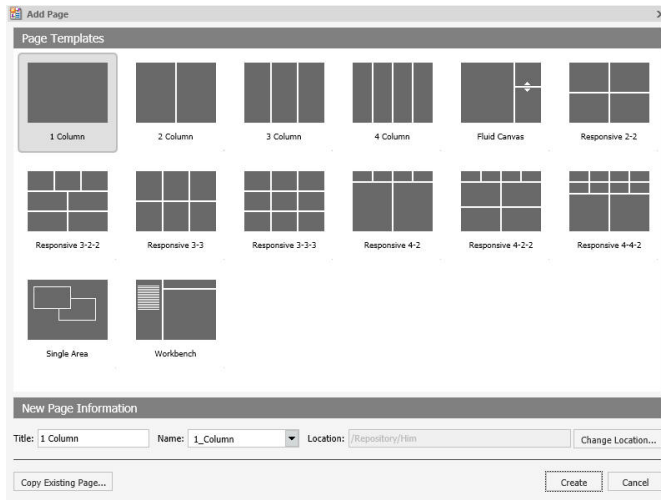 Add Page
Page Templates
1 Column
2 Column
3 Column
4 Column
Fluid Canvas
Responsive 2-2
Responsive 3-2-2
Responsive 3-3
Responsive 3-3-3
Responsive 4-2
Responsive 4-2-2
Responsive 4-4-2
Single Area
Workbench
New Page Information
Title: 1 Column Name: 1_Column Location: /Repository/Him Change Location...
Copy Existing Page... Create Cancel